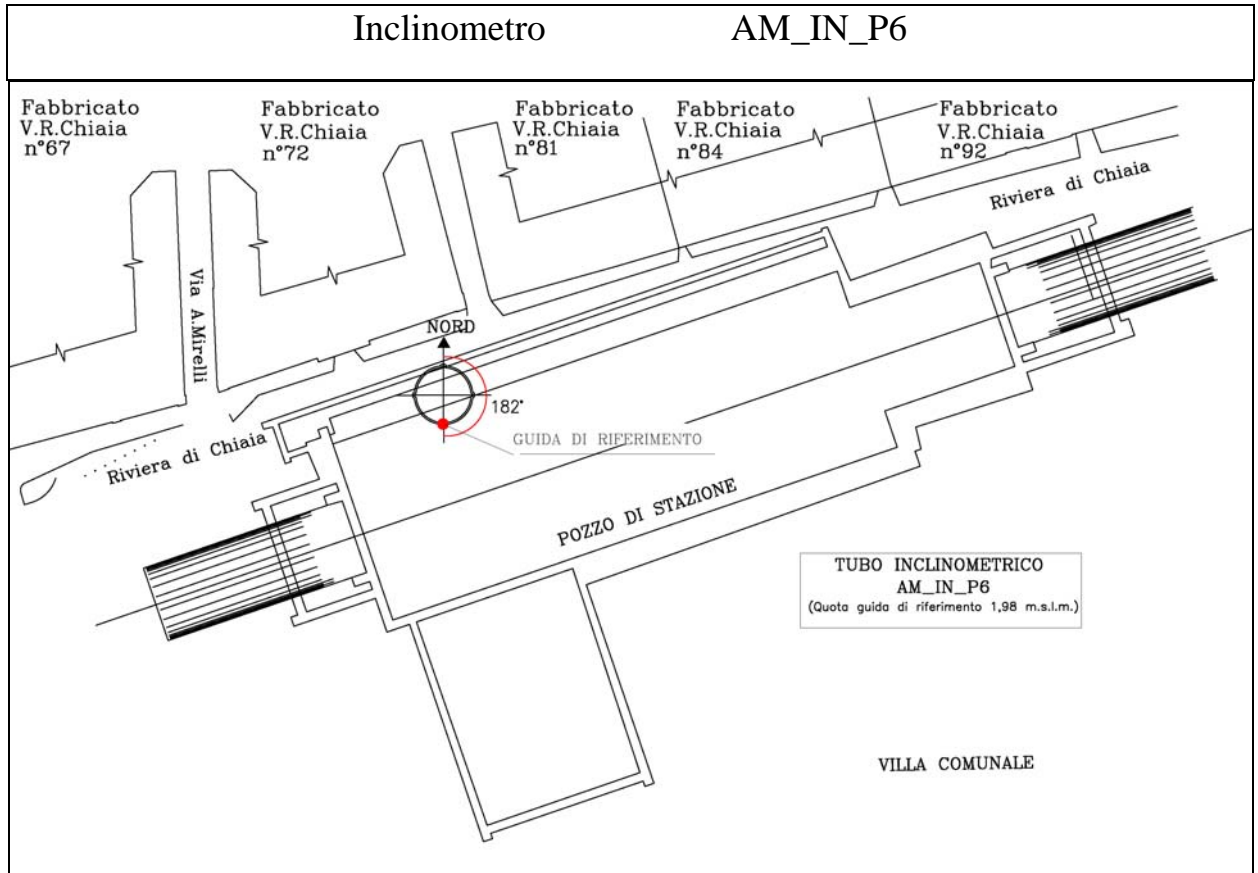 Inclinometro AM_IN_P6
Fabbricato
V.R.Chiaia
n°67
Fabbricato
V.R.Chiaia
n°72
Fabbricato
V.R.Chiaia
n°81
Fabbricato
V.R.Chiaia
n°84
Fabbricato
V.R.Chiaia
n°92
Riviera di Chiaia
Via A.Mirelli
NORD
182°
GUIDA DI RIFERIMENTO
Riviera di Chiaia
POZZO DI STAZIONE
TUBO INCLINOMETRICO
AM_IN_P6
(Quota guida di riferimento 1,98 m.s.l.m.)
VILLA COMUNALE